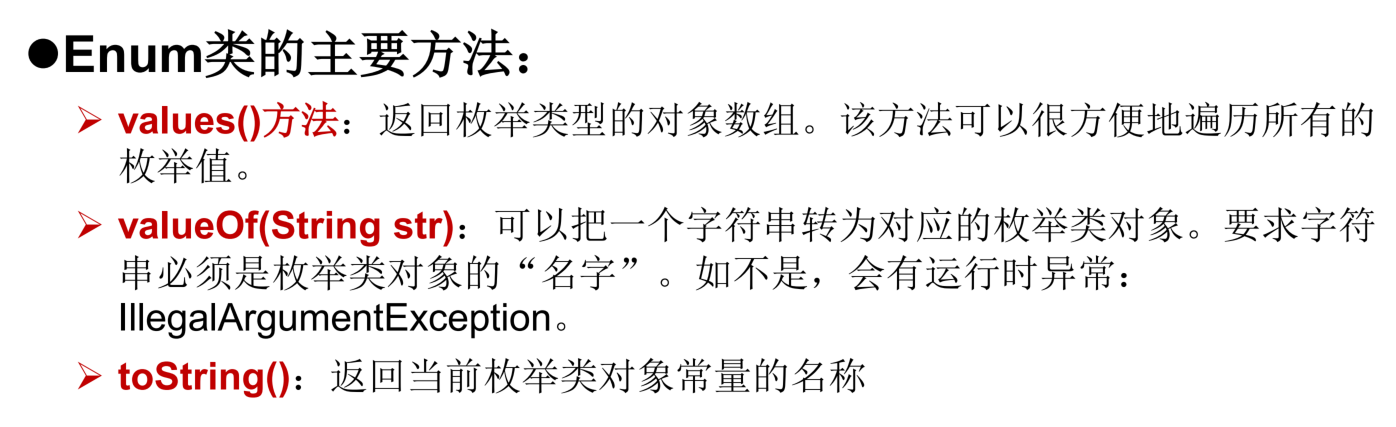 ●Enum类的主要方法：
➢ values()方法：返回枚举类型的对象数组。该方法可以很方便地遍历所有的
枚举值。
➢ valueOf(String str)：可以把一个字符串转为对应的枚举类对象。要求字符
串必须是枚举类对象的“名字”。如不是，会有运行时异常：
IllegalArgumentException。
➢ toString()：返回当前枚举类对象常量的名称